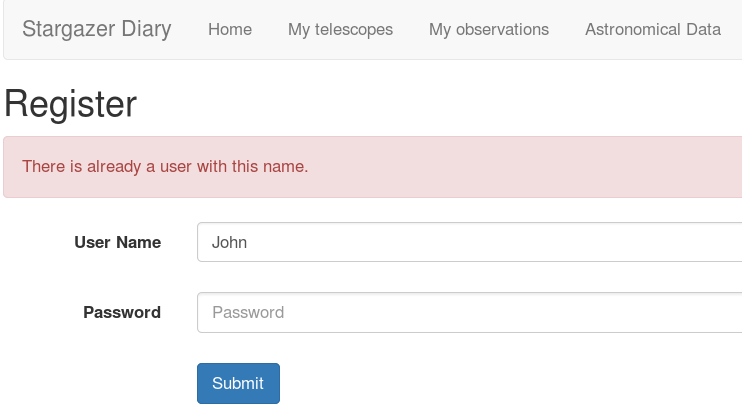 Stargazer Diary Home My telescopes My observations Astronomical Data
Register
There is already a user with this name.
User Name John
Password Password
Submit